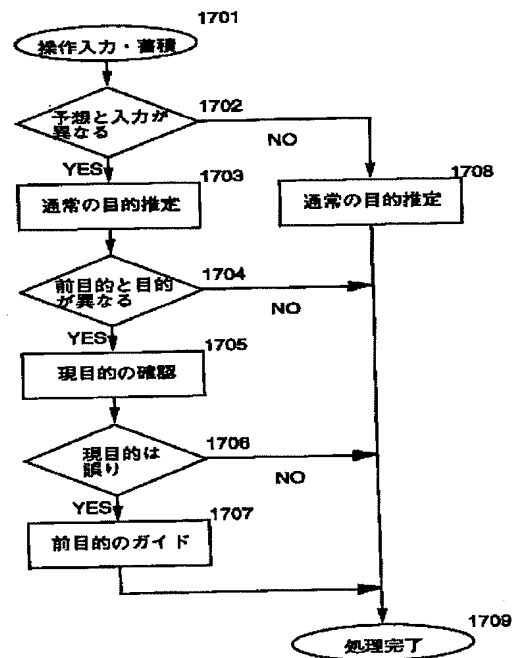 1701
操作入力・蓄積
1702
予想と入力が
異なる
NO
YES
1703
1708
通常の目的推定
通常の目的推定
1704
前目的と目的
が異なる
NO
YES
1705
現目的の確認
1706
現目的は
誤り
NO
YES
1707
前目的のガイド
1709
処理完了